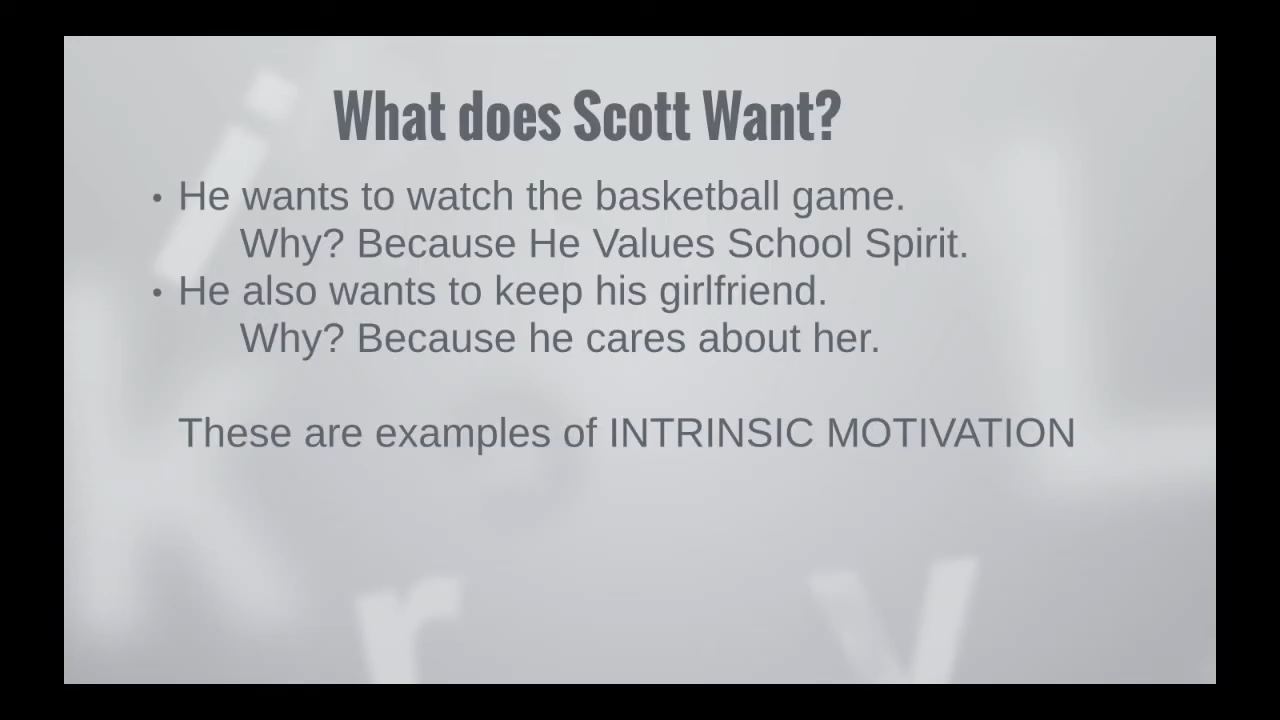 What does Scott Want?
• He wants to watch the basketball game.
Why? Because He Values School Spirit.
• He also wants to keep his girlfriend.
Why? Because he cares about her.
These are examples of INTRINSIC MOTIVATION